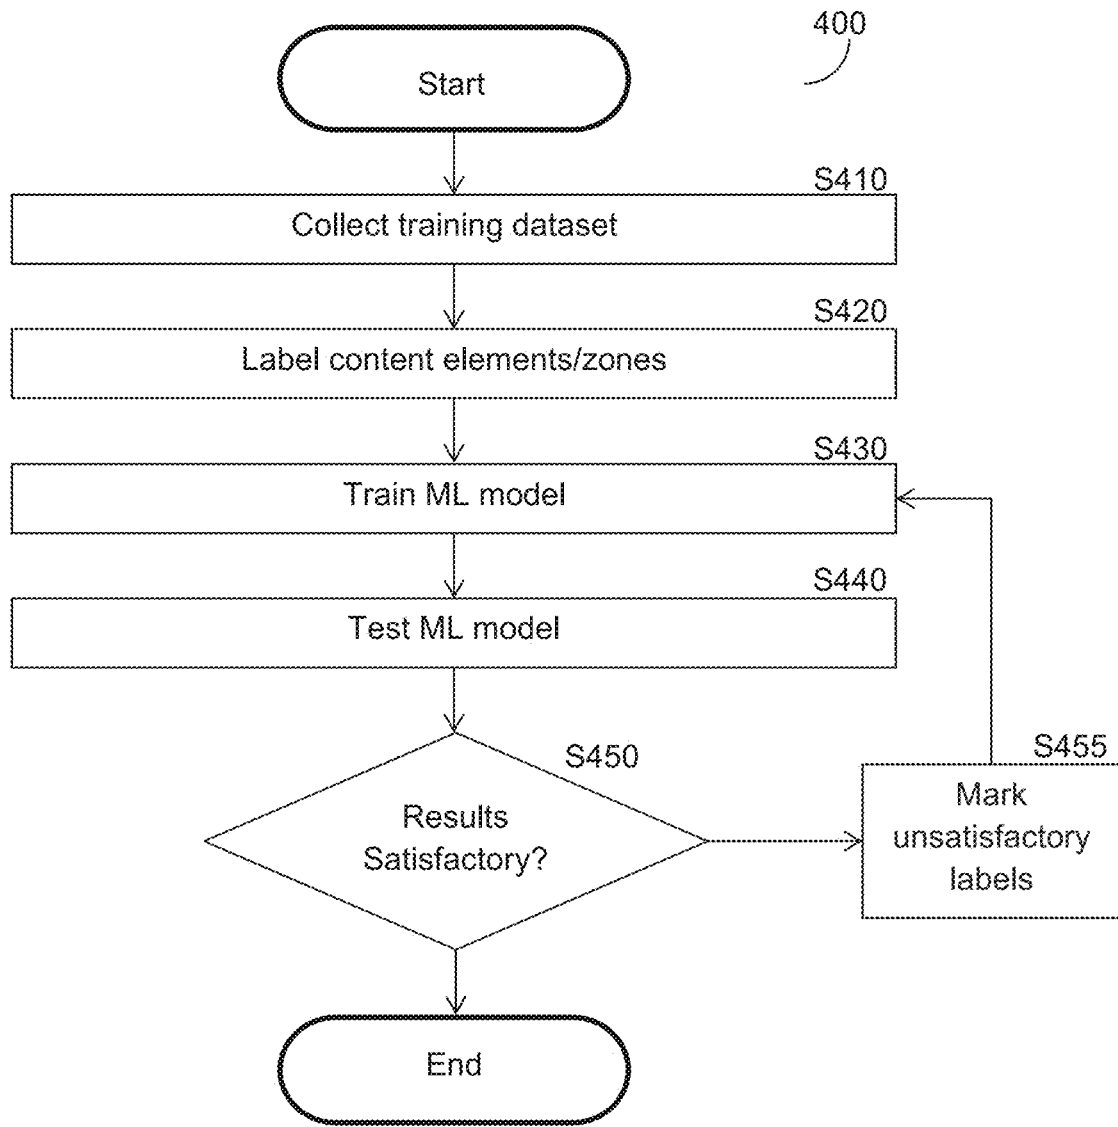 400
Start
S410
Collect training dataset
S420
Label content elements/zones
S430
Train ML model
S440
Test ML model
S450
Results
Satisfactory?
S455
Mark
unsatisfactory
labels
End